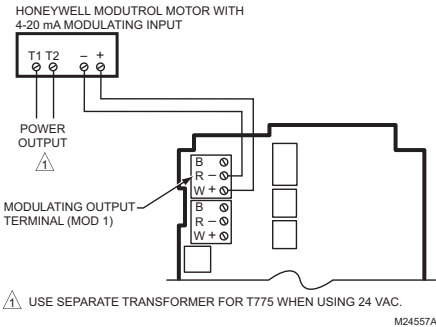 HONEYWELL MODUTROL MOTOR WITH
4-20 mA MODULATING INPUT
T1 T2 – +
POWER
OUTPUT
1
B
R –
W +
MODULATING OUTPUT
TERMINAL (MOD 1)
B
R –
W +
1 USE SEPARATE TRANSFORMER FOR T775 WHEN USING 24 VAC.
M24557A